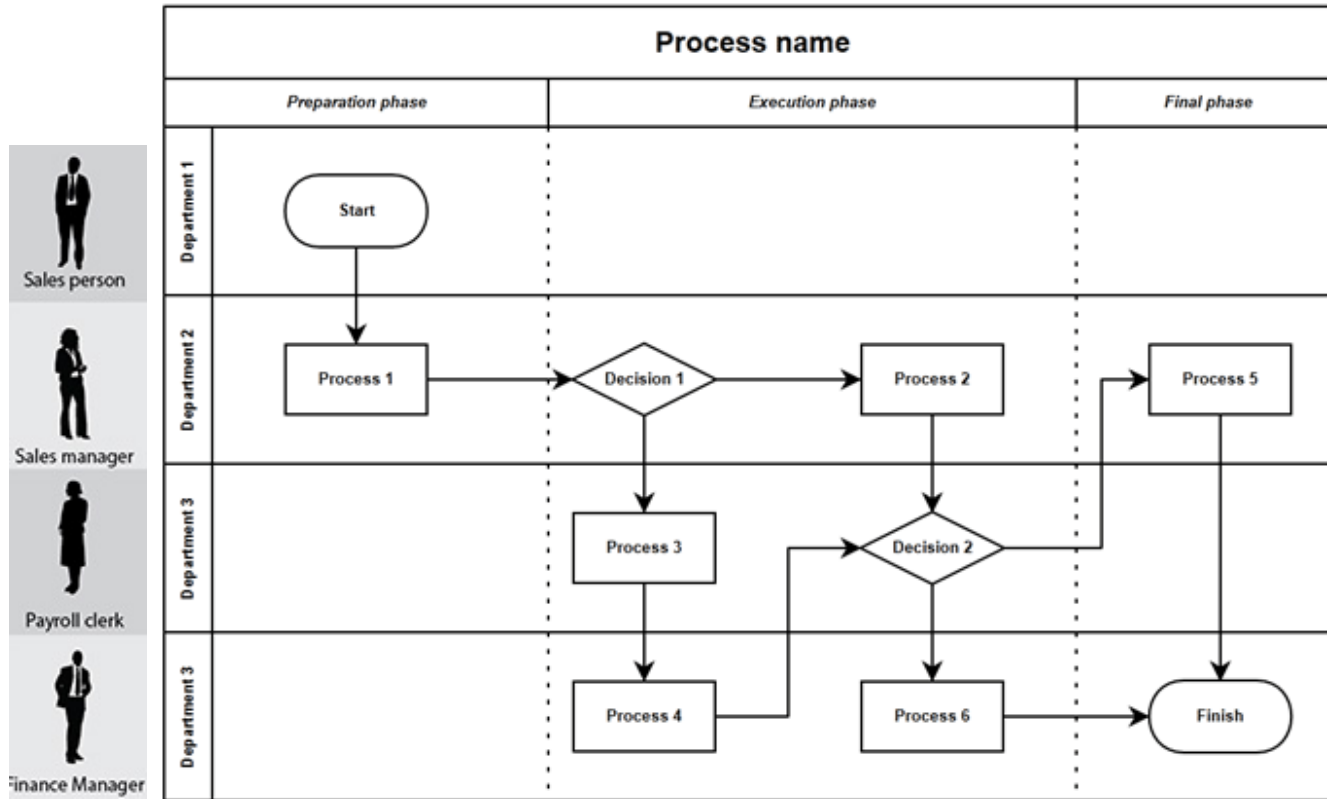 Process name
Preparation phase
Execution phase
Final phase
Department 1
Start
Sales person
Department 2
Process 1
Decision 1
Process 2
Process 5
Sales manager
Department 3
Process 3
Decision 2
Payroll clerk
Department 3
Process 4
Process 6
Finish
Finance Manager